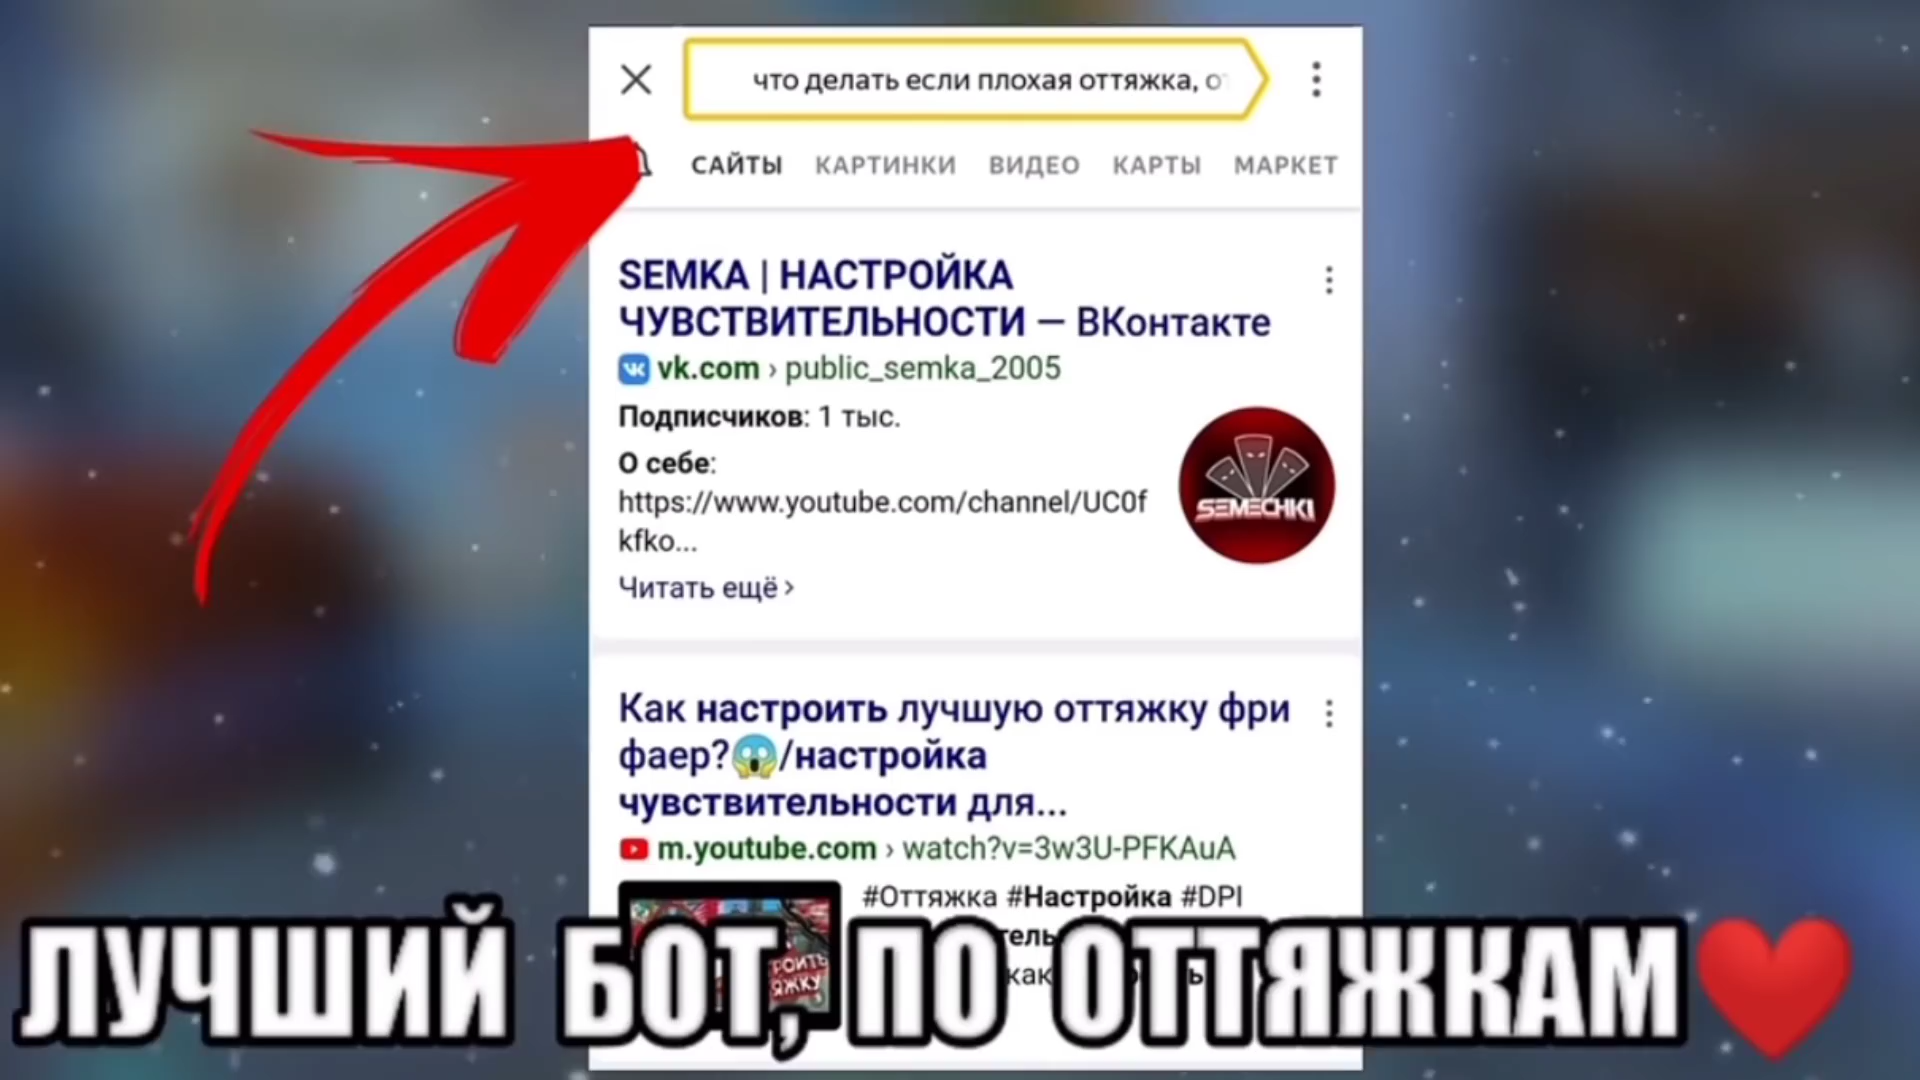 что делать если плохая оттяжка,
САЙТЫ КАРТИНКИ ВИДЕО КАРТЫ МАРКЕТ
SEMKA | НАСТРОЙКА
ЧУВСТВИТЕЛЬНОСТИ — ВКонтакте
vk.com › public_semka_2005
Подписчиков: 1 тыс.
О себе:
https://www.youtube.com/channel/UC0f
kfko...
SEMECHKI
Читать ещё ›
Как настроить лучшую оттяжку фри
фаер?😱/настройка
чувствительности для...
m.youtube.com › watch?v=3w3U-PFKAuA
#Оттяжка #Настройка #DPI
ЛУЧШИЙ БОТ, ПО ОТТЯЖКАМ❤️